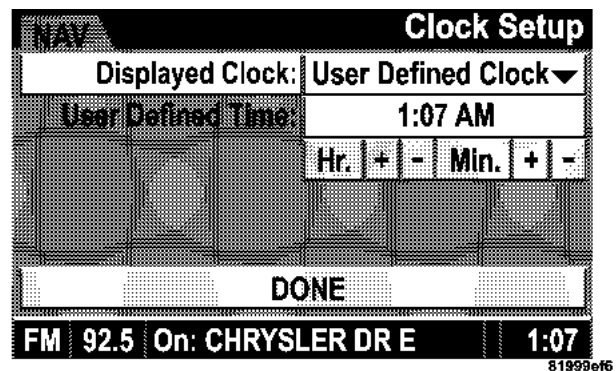 NAV Clock Setup
Displayed Clock: User Defined Clock
User Defined Time: 1:07 AM
Hr. + - Min. + -
DONE
FM 92.5 On: CHRYSLER DR E 1:07
81999ef6